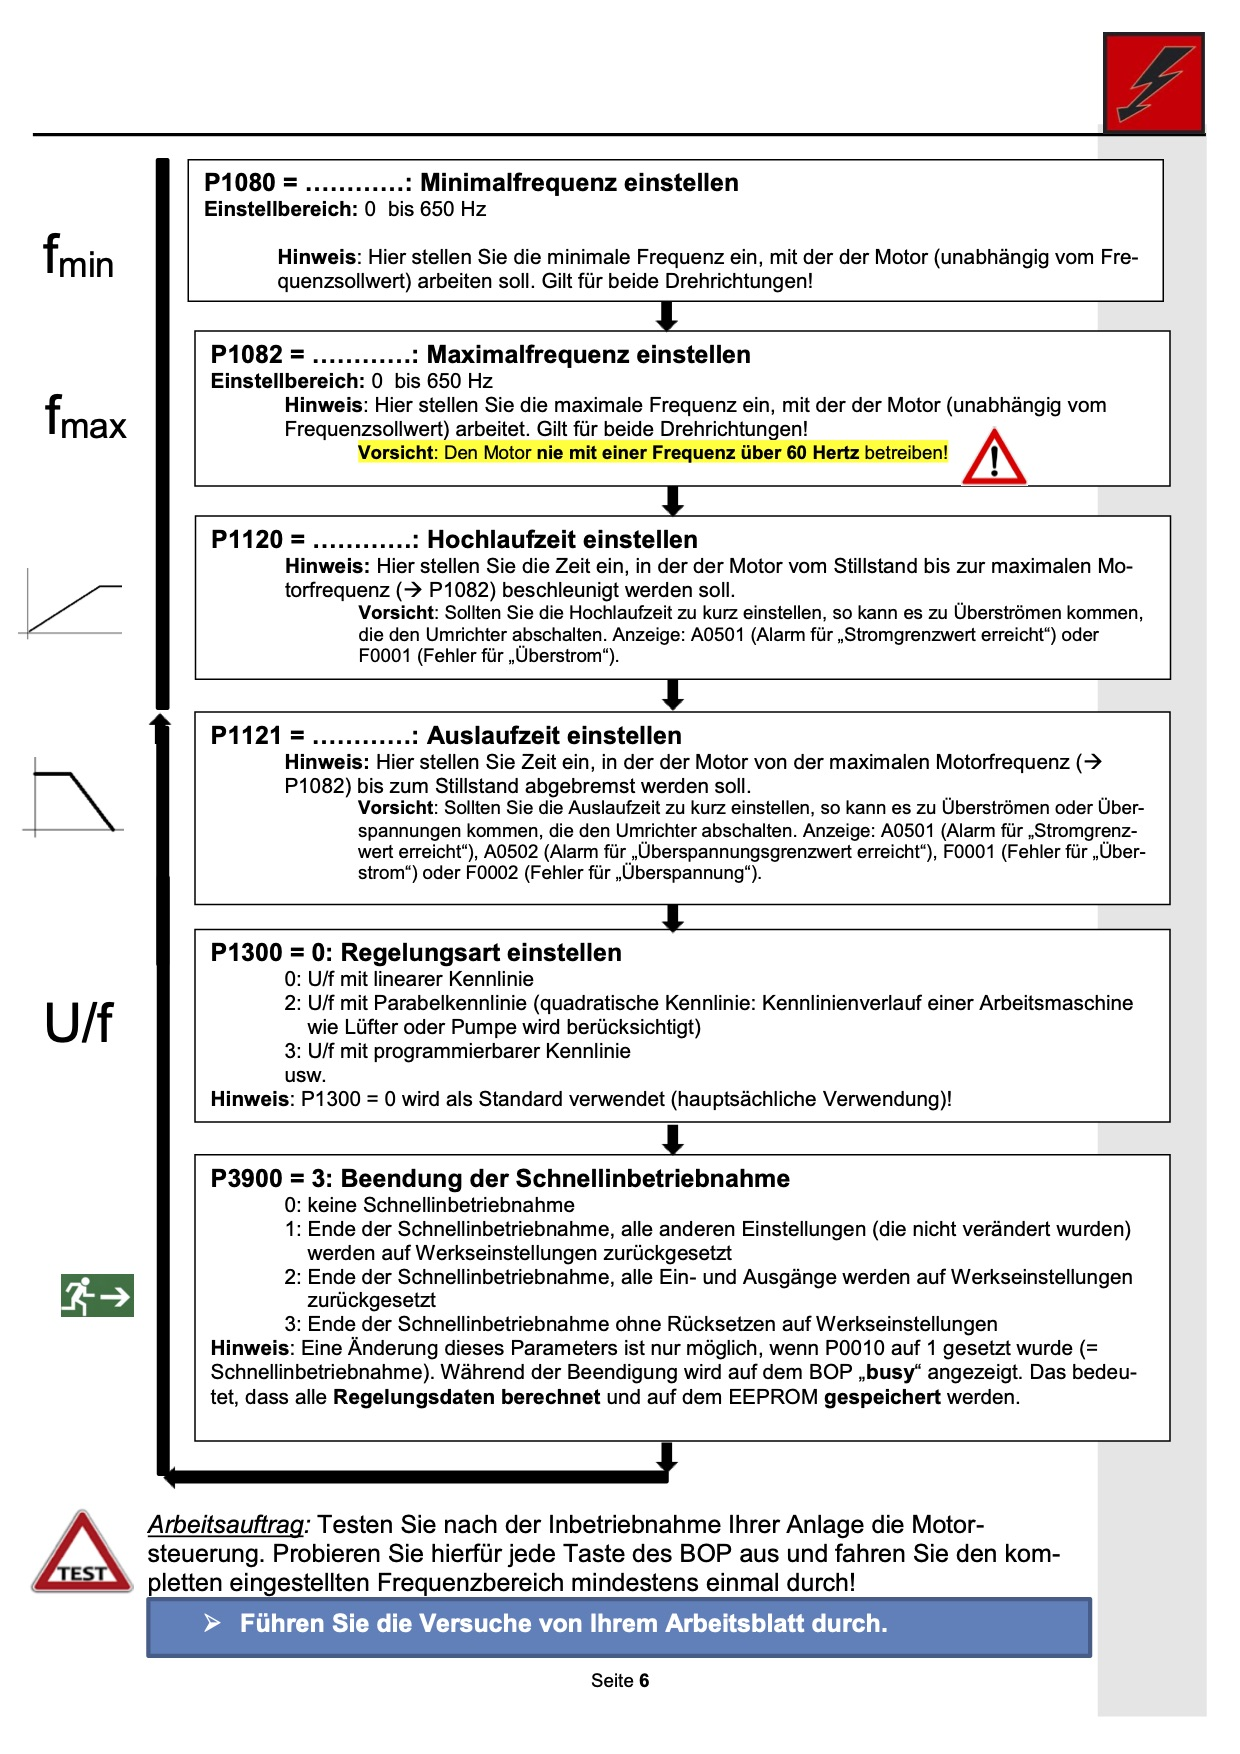 P1080 = …………: Minimalfrequenz einstellen
Einstellbereich: 0 bis 650 Hz
fmin
Hinweis: Hier stellen Sie die minimale Frequenz ein, mit der der Motor (unabhängig vom Fre-
quenzsollwert) arbeiten soll. Gilt für beide Drehrichtungen!
P1082 = …………: Maximalfrequenz einstellen
Einstellbereich: 0 bis 650 Hz
fmax
Hinweis: Hier stellen Sie die maximale Frequenz ein, mit der der Motor (unabhängig vom
Frequenzsollwert) arbeitet. Gilt für beide Drehrichtungen!
Vorsicht: Den Motor nie mit einer Frequenz über 60 Hertz betreiben!
!
P1120 = …………: Hochlaufzeit einstellen
Hinweis: Hier stellen Sie die Zeit ein, in der der Motor vom Stillstand bis zur maximalen Mo-
torfrequenz (→ P1082) beschleunigt werden soll.
Vorsicht: Sollten Sie die Hochlaufzeit zu kurz einstellen, so kann es zu Überströmen kommen,
die den Umrichter abschalten. Anzeige: A0501 (Alarm für „Stromgrenzwert erreicht“) oder
F0001 (Fehler für „Überstrom“).
P1121 = …………: Auslaufzeit einstellen
Hinweis: Hier stellen Sie Zeit ein, in der der Motor von der maximalen Motorfrequenz (→
P1082) bis zum Stillstand abgebremst werden soll.
Vorsicht: Sollten Sie die Auslaufzeit zu kurz einstellen, so kann es zu Überströmen oder Über-
spannungen kommen, die den Umrichter abschalten. Anzeige: A0501 (Alarm für „Stromgrenz-
wert erreicht“), A0502 (Alarm für „Überspannungsgrenzwert erreicht“), F0001 (Fehler für „Über-
strom“) oder F0002 (Fehler für „Überspannung“).
P1300 = 0: Regelungsart einstellen
0: U/f mit linearer Kennlinie
2: U/f mit Parabelkennlinie (quadratische Kennlinie: Kennlinienverlauf einer Arbeitsmaschine
wie Lüfter oder Pumpe wird berücksichtigt)
U/f
3: U/f mit programmierbarer Kennlinie
usw.
Hinweis: P1300 = 0 wird als Standard verwendet (hauptsächliche Verwendung)!
P3900 = 3: Beendung der Schnellinbetriebnahme
0: keine Schnellinbetriebnahme
1: Ende der Schnellinbetriebnahme, alle anderen Einstellungen (die nicht verändert wurden)
werden auf Werkseinstellungen zurückgesetzt
2: Ende der Schnellinbetriebnahme, alle Ein- und Ausgänge werden auf Werkseinstellungen
zurückgesetzt
3: Ende der Schnellinbetriebnahme ohne Rücksetzen auf Werkseinstellungen
Hinweis: Eine Änderung dieses Parameters ist nur möglich, wenn P0010 auf 1 gesetzt wurde (=
Schnellinbetriebnahme). Während der Beendigung wird auf dem BOP „busy“ angezeigt. Das bedeu-
tet, dass alle Regelungsdaten berechnet und auf dem EEPROM gespeichert werden.
Arbeitsauftrag: Testen Sie nach der Inbetriebnahme Ihrer Anlage die Motor-
steuerung. Probieren Sie hierfür jede Taste des BOP aus und fahren Sie den kom-
pletten eingestellten Frequenzbereich mindestens einmal durch!
TEST
➢ Führen Sie die Versuche von Ihrem Arbeitsblatt durch.
Seite 6